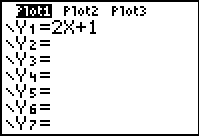 Plot1 Plot2 Plot3
\Y1=2X+1
\Y2=
\Y3=
\Y4=
\Y5=
\Y6=
\Y7=